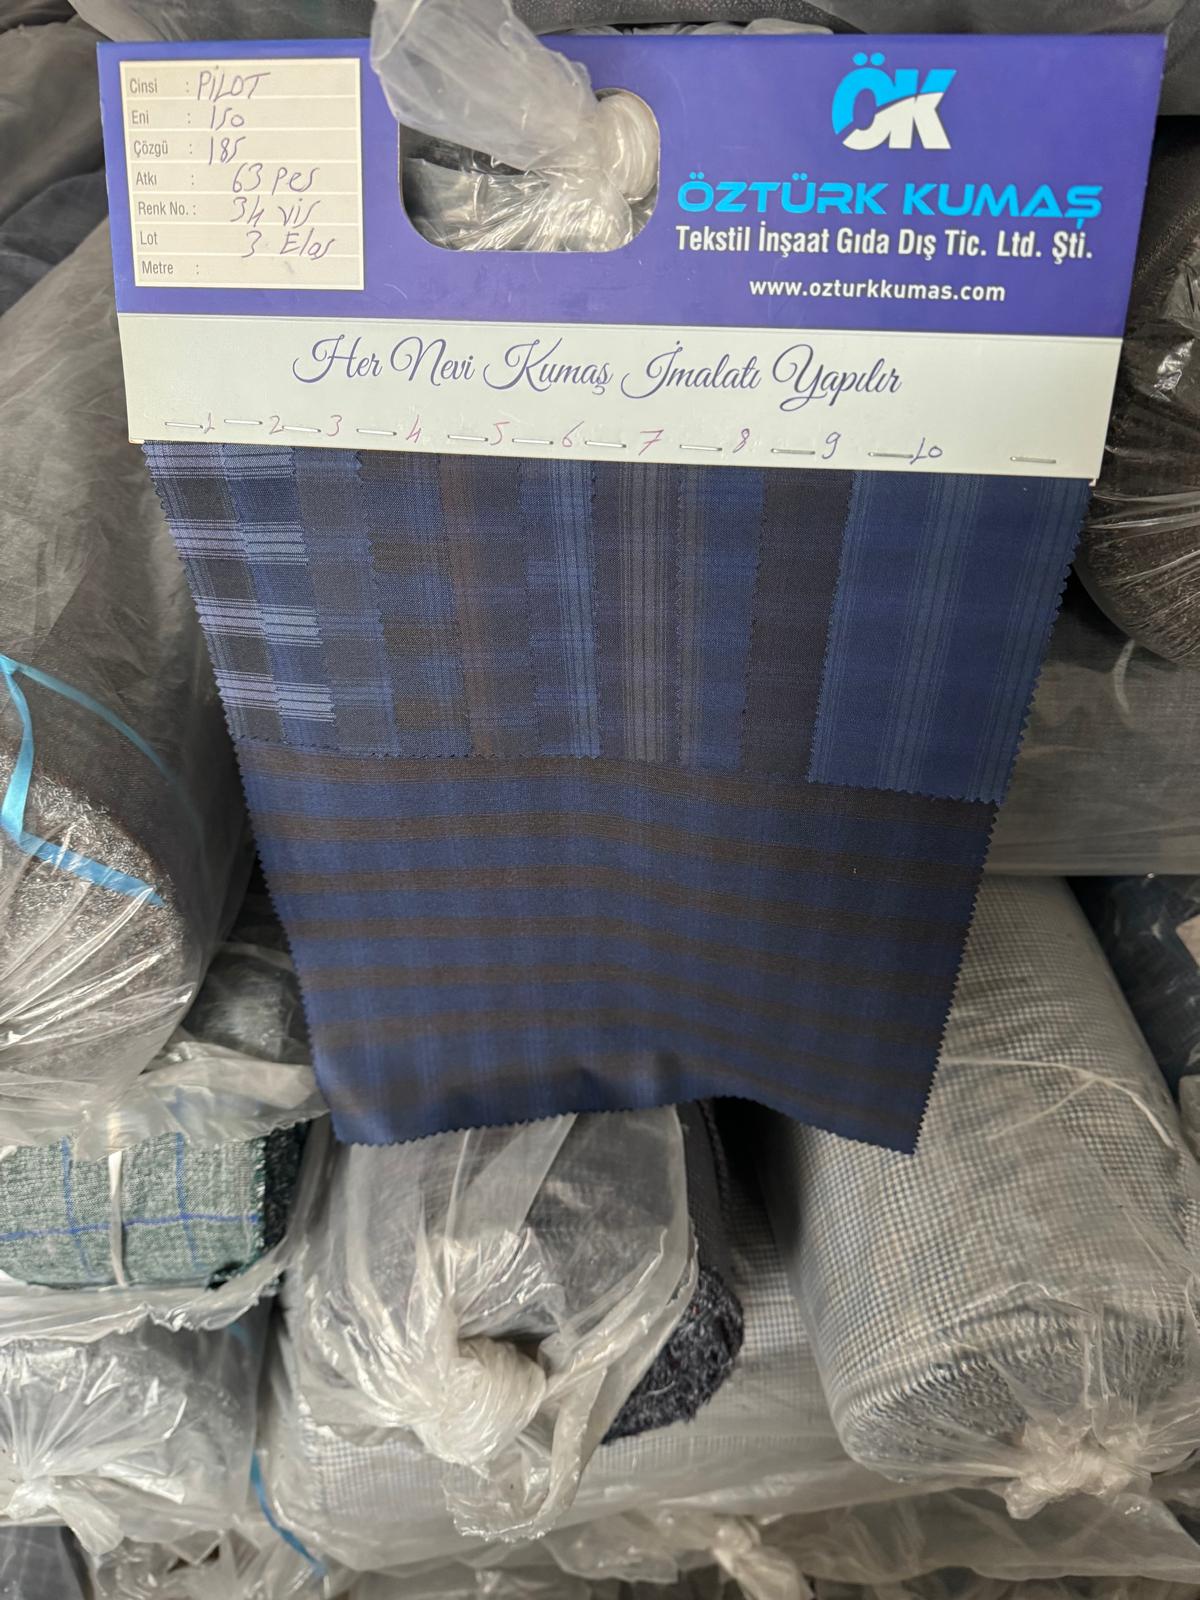 Cinsi : PİLOT
Eni : 150
Çözgü : 185
Atkı : 63 pes
Renk No. : 34 vis
Lot 3 Elas
Metre :
ÖK
ÖZTÜRK KUMAŞ
Tekstil İnşaat Gıda Dış Tic. Ltd. Şti.
www.ozturkkumas.com
Her Nevi Kumaş İmalatı Yapılır
1 2 3 4 5 6 7 8 9 10